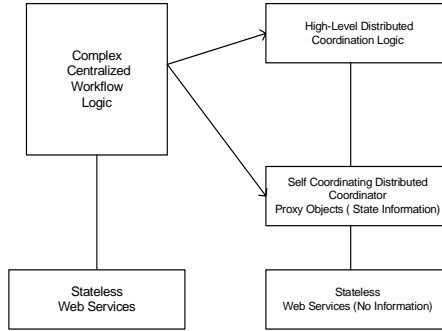 Complex
Centralized
Workflow
Logic
High-Level Distributed
Coordination Logic
Self Coordinating Distributed
Coordinator
Proxy Objects ( State Information)
Stateless
Web Services
Stateless
Web Services (No Information)